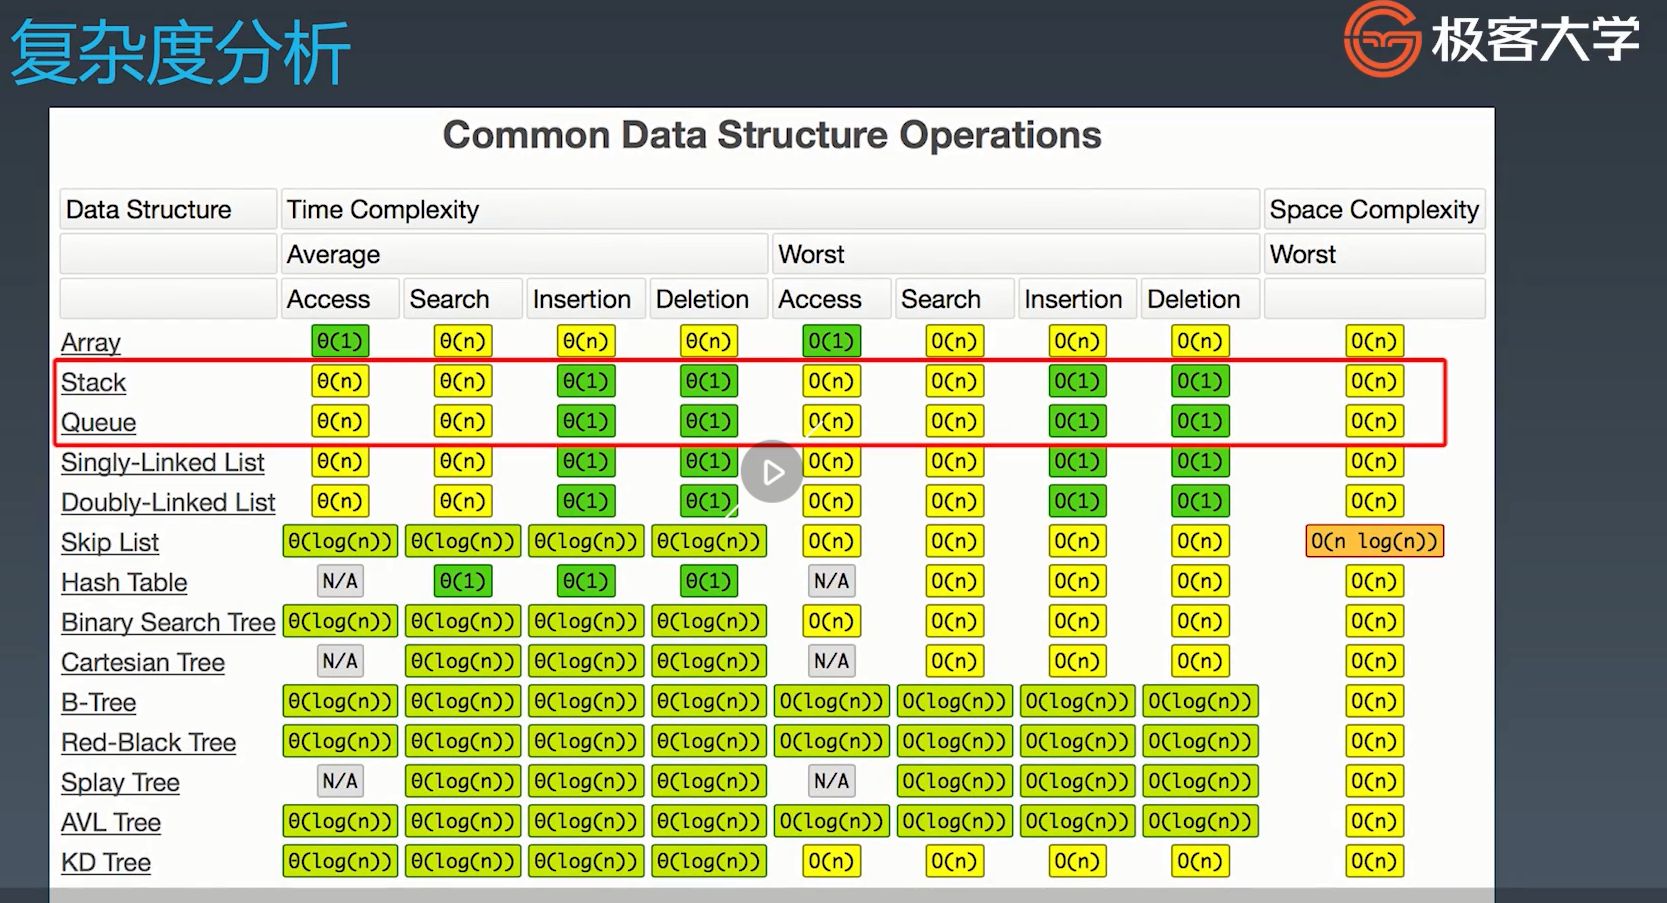 复杂度分析
极客大学
Common Data Structure Operations
Data Structure Time Complexity Space Complexity
Average Worst Worst
Access Search Insertion Deletion Access Search Insertion Deletion
Array Θ(1) Θ(n) Θ(n) Θ(n) O(1) O(n) O(n) O(n) O(n)
Stack Θ(n) Θ(n) Θ(1) Θ(1) O(n) O(n) O(1) O(1) O(n)
Queue Θ(n) Θ(n) Θ(1) Θ(1) O(n) O(n) O(1) O(1) O(n)
Singly-Linked List Θ(n) Θ(n) Θ(1) Θ(1) O(n) O(n) O(1) O(1) O(n)
Doubly-Linked List Θ(n) Θ(n) Θ(1) Θ(1) O(n) O(n) O(1) O(1) O(n)
Skip List Θ(log(n)) Θ(log(n)) Θ(log(n)) Θ(log(n)) O(n) O(n) O(n) O(n) O(n log(n))
Hash Table N/A Θ(1) Θ(1) Θ(1) N/A O(n) O(n) O(n) O(n)
Binary Search Tree Θ(log(n)) Θ(log(n)) Θ(log(n)) Θ(log(n)) O(n) O(n) O(n) O(n) O(n)
Cartesian Tree N/A Θ(log(n)) Θ(log(n)) Θ(log(n)) N/A O(n) O(n) O(n) O(n)
B-Tree Θ(log(n)) Θ(log(n)) Θ(log(n)) Θ(log(n)) O(log(n)) O(log(n)) O(log(n)) O(log(n)) O(n)
Red-Black Tree Θ(log(n)) Θ(log(n)) Θ(log(n)) Θ(log(n)) O(log(n)) O(log(n)) O(log(n)) O(log(n)) O(n)
Splay Tree N/A Θ(log(n)) Θ(log(n)) Θ(log(n)) N/A O(log(n)) O(log(n)) O(log(n)) O(n)
AVL Tree Θ(log(n)) Θ(log(n)) Θ(log(n)) Θ(log(n)) O(log(n)) O(log(n)) O(log(n)) O(log(n)) O(n)
KD Tree Θ(log(n)) Θ(log(n)) Θ(log(n)) Θ(log(n)) O(n) O(n) O(n) O(n) O(n)